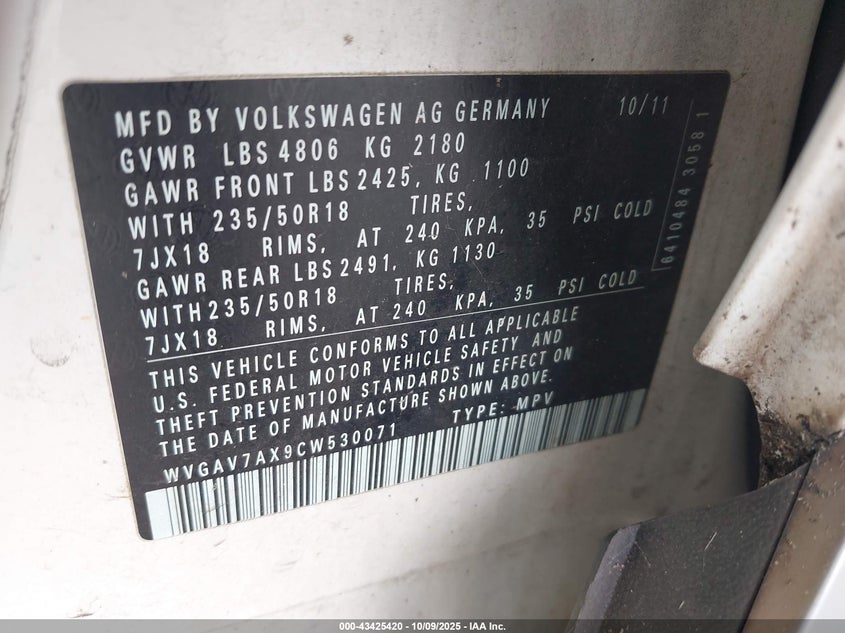 MFD BY VOLKSWAGEN AG GERMANY 10/11
GVWR LBS 4806 KG 2180
GAWR FRONT LBS 2425, KG 1100
WITH 235/50R18 TIRES,
7JX18 RIMS, AT 240 KPA, 35 PSI COLD
GAWR REAR LBS 2491, KG 1130
WITH 235/50R18 TIRES,
7JX18 RIMS, AT 240 KPA, 35 PSI COLD
THIS VEHICLE CONFORMS TO ALL APPLICABLE
U.S. FEDERAL MOTOR VEHICLE SAFETY AND
THEFT PREVENTION STANDARDS IN EFFECT ON
THE DATE OF MANUFACTURE SHOWN ABOVE.
WVGAV7AX9CW530071 TYPE: MPV
6410484 3058 1
000-43425420 - 10/09/2025 - IAA Inc.